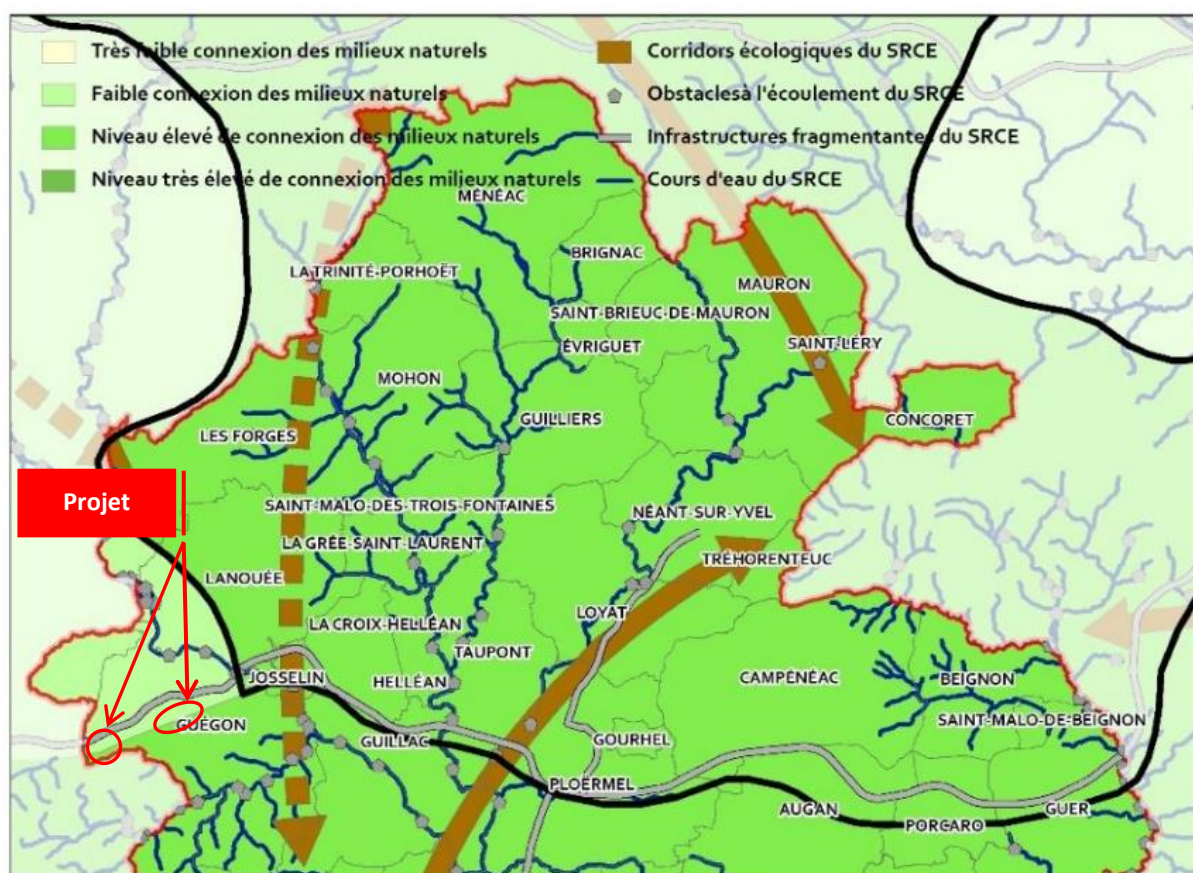 Très faible connexion des milieux naturels
Faible connexion des milieux naturels
Niveau élevé de connexion des milieux naturels
Niveau très élevé de connexion des milieux naturels
Corridors écologiques du SRCE
Obstaclesà l'écoulement du SRCE
Infrastructures fragmentantes du SRCE
Cours d'eau du SRCE
MÉNÉAC
BRIGNAC
LA TRINITÉ-PORHOËT
MAURON
SAINT-BRIEUC-DE-MAURON
SAINT-LÉRY
ÉVRIGUET
MOHON
GUILLIERS
CONCORET
LES FORGES
Projet
SAINT-MALO-DES-TROIS-FONTAINES
NÉANT-SUR-YVEL
LA GRÉE-SAINT-LAURENT
TRÉHORENTEUC
LANOUÉE
LOYAT
LA CROIX-HELLÉAN
TAUPONT
JOSSELIN
HELLÉAN
CAMPÉNÉAC
BEIGNON
GUÉGON
SAINT-MALO-DE-BEIGNON
GUILLAC
GOURHEL
PLOERMEL
AUGAN
GUER
PORCARO